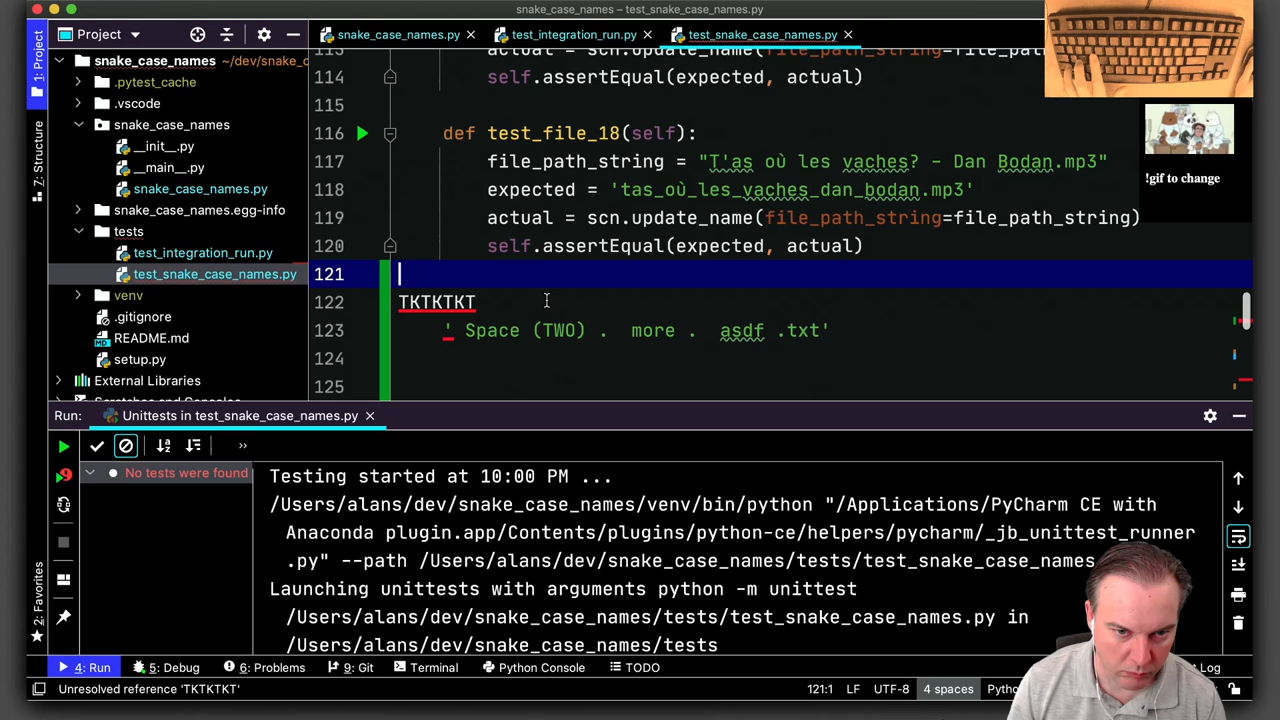 snake_case_names – test_snake_case_names.py
1: Project
Project
snake_case_names.py
test_integration_run.py
test_snake_case_names.py
snake_case_names ~/dev/snake_c
.pytest_cache
.vscode
snake_case_names
__init__.py
__main__.py
snake_case_names.py
snake_case_names.egg-info
tests
test_integration_run.py
test_snake_case_names.py
venv
.gitignore
README.md
setup.py
External Libraries
7: Structure
2: Favorites
114 self.assertEqual(expected, actual)
115
116 def test_file_18(self):
117 file_path_string = "T'as où les vaches? - Dan Bodan.mp3"
118 expected = 'tas_où_les_vaches_dan_bodan.mp3'
119 actual = scn.update_name(file_path_string=file_path_string)
120 self.assertEqual(expected, actual)
121
122 TKTKTKT
123 ' Space (TWO) .  more .  asdf .txt'
124
125
!gif to change
Run: Unittests in test_snake_case_names.py
No tests were found
Testing started at 10:00 PM ...
/Users/alans/dev/snake_case_names/venv/bin/python "/Applications/PyCharm CE with
Anaconda plugin.app/Contents/plugins/python-ce/helpers/pycharm/_jb_unittest_runner
.py" --path /Users/alans/dev/snake_case_names/tests/test_snake_case_names
Launching unittests with arguments python -m unittest
/Users/alans/dev/snake_case_names/tests/test_snake_case_names.py in
/Users/alans/dev/snake_case_names/tests
4: Run 5: Debug 6: Problems 9: Git Terminal Python Console TODO Log
Unresolved reference 'TKTKTKT' 121:1 LF UTF-8 4 spaces